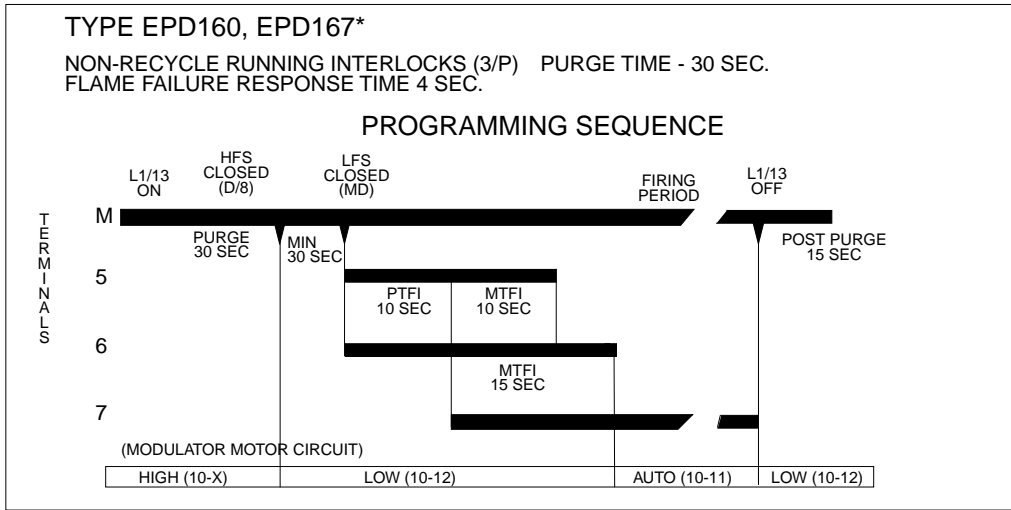 TYPE EPD160, EPD167*
NON-RECYCLE RUNNING INTERLOCKS (3/P) PURGE TIME - 30 SEC.
FLAME FAILURE RESPONSE TIME 4 SEC.
PROGRAMMING SEQUENCE
L1/13
ON
HFS
CLOSED
(D/8)
LFS
CLOSED
(MD)
FIRING
PERIOD
L1/13
OFF
TERMINALS
M
PURGE
30 SEC
MIN
30 SEC
POST PURGE
15 SEC
5
PTFI
10 SEC
MTFI
10 SEC
6
MTFI
15 SEC
7
(MODULATOR MOTOR CIRCUIT)
HIGH (10-X)
LOW (10-12)
AUTO (10-11)
LOW (10-12)